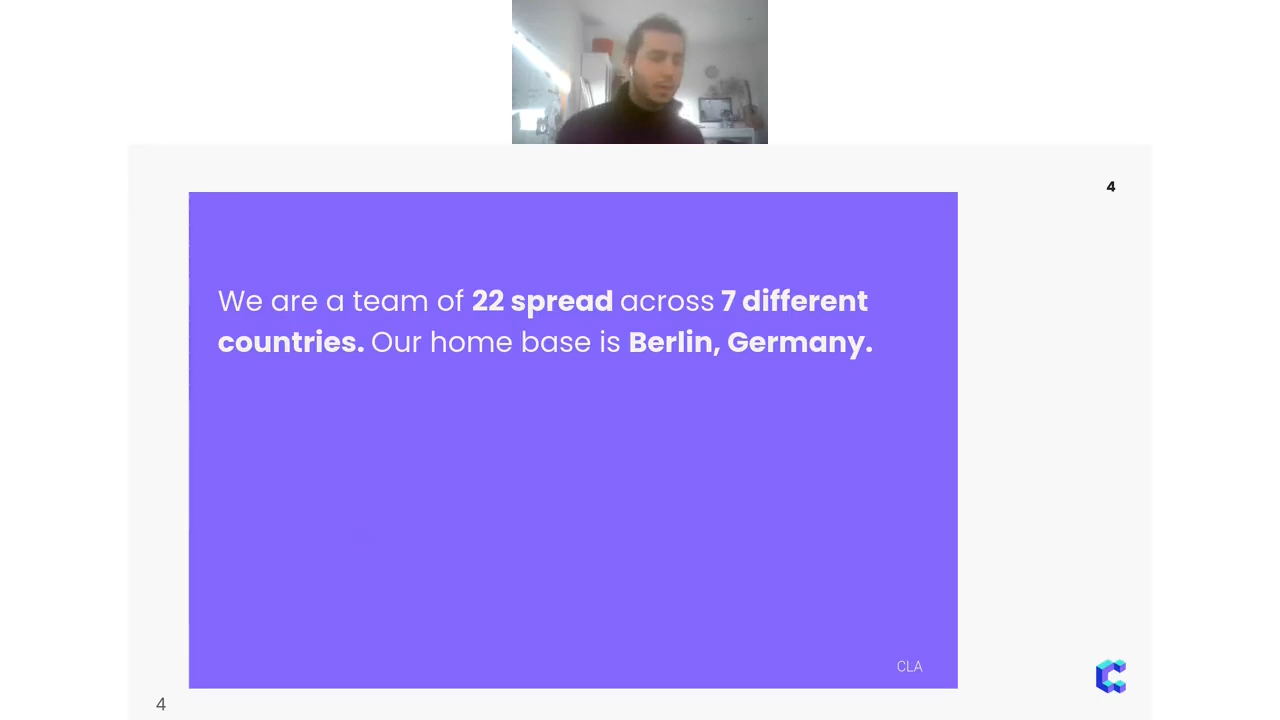 4
We are a team of 22 spread across 7 different
countries. Our home base is Berlin, Germany.
CLA
4